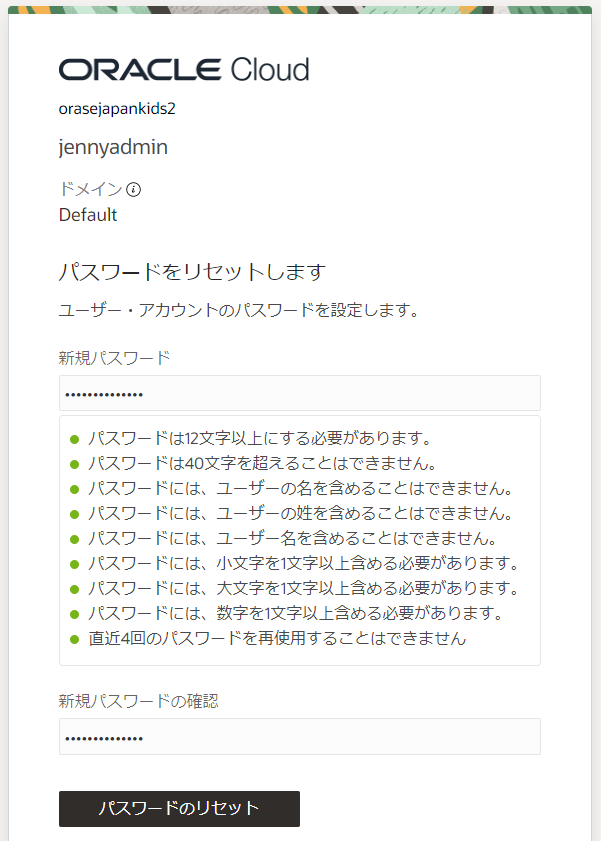 ORACLE Cloud
orasejapankids2
jennyadmin
ドメイン
Default
パスワードをリセットします
ユーザー・アカウントのパスワードを設定します。
新規パスワード
••••••••••••••
パスワードは12文字以上にする必要があります。
パスワードは40文字を超えることはできません。
パスワードには、ユーザーの名を含めることはできません。
パスワードには、ユーザーの姓を含めることはできません。
パスワードには、ユーザー名を含めることはできません。
パスワードには、小文字を1文字以上含める必要があります。
パスワードには、大文字を1文字以上含める必要があります。
パスワードには、数字を1文字以上含める必要があります。
直近4回のパスワードを再使用することはできません
新規パスワードの確認
••••••••••••••
パスワードのリセット